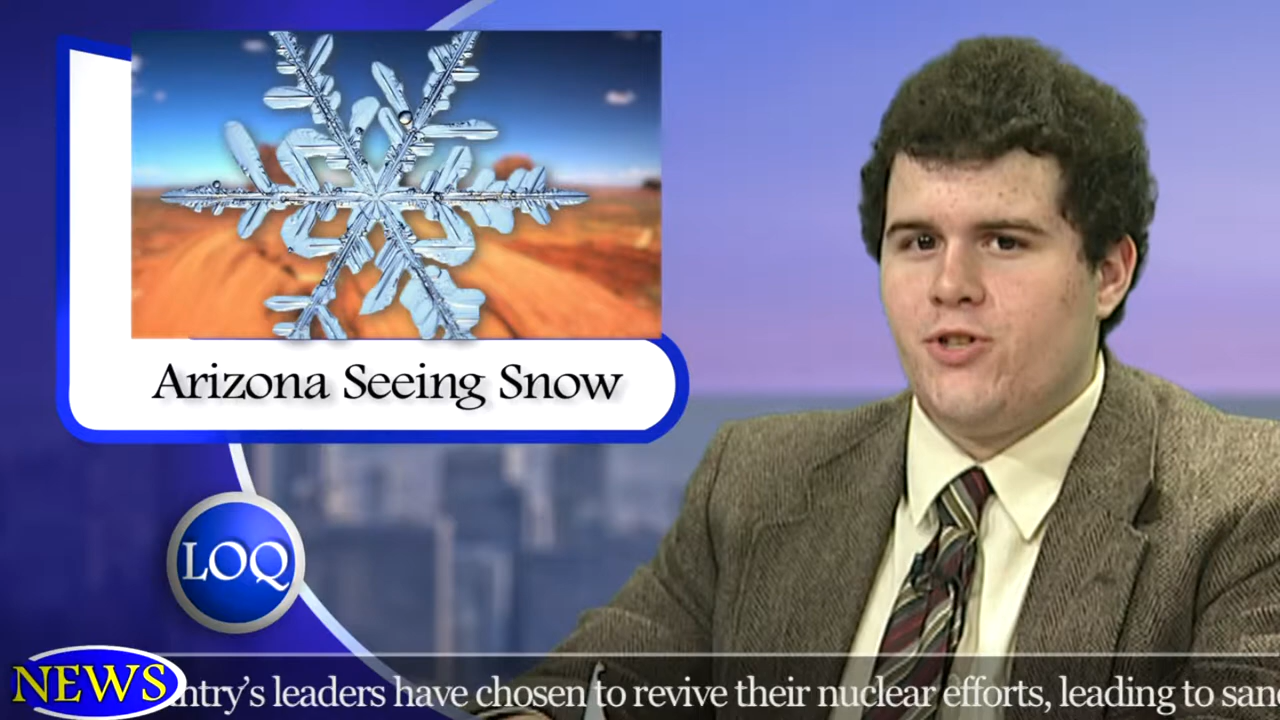 Arizona Seeing Snow
LOQ
NEWS
ntry’s leaders have chosen to revive their nuclear efforts, leading to san